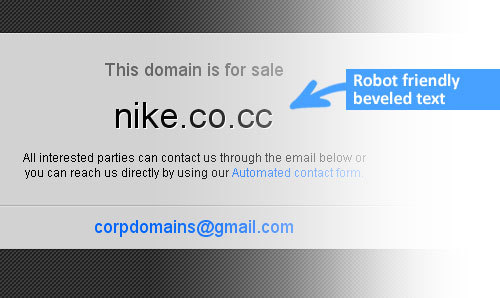 This domain is for sale
Robot friendly
beveled text
nike.co.cc
All interested parties can contact us through the email below or
you can reach us directly by using our Automated contact form.
corpdomains@gmail.com